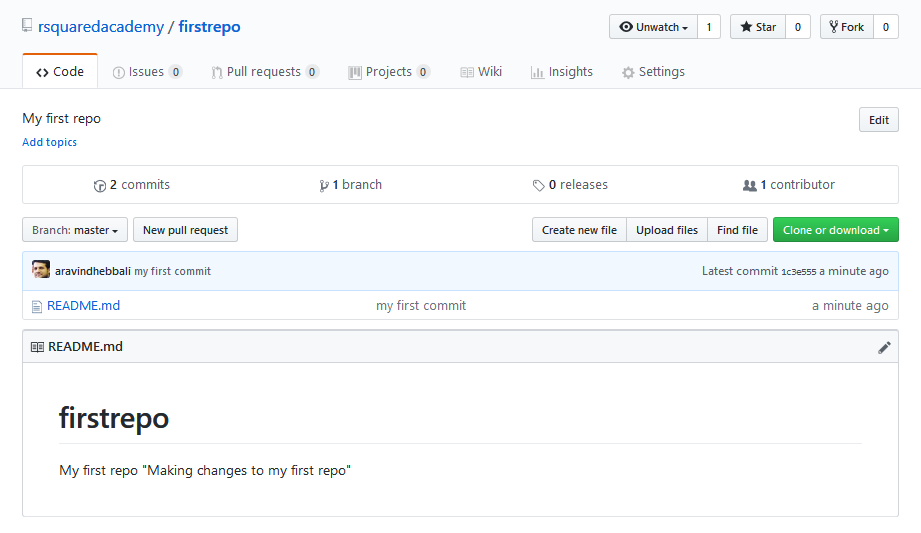 rsquaredacademy / firstrepo
Unwatch 1 Star 0 Fork 0
Code Issues 0 Pull requests 0 Projects 0 Wiki Insights Settings
My first repo Edit
Add topics
2 commits 1 branch 0 releases 1 contributor
Branch: master New pull request Create new file Upload files Find file Clone or download
aravindhebbali my first commit Latest commit 1c3e555 a minute ago
README.md my first commit a minute ago
README.md
firstrepo
My first repo "Making changes to my first repo"